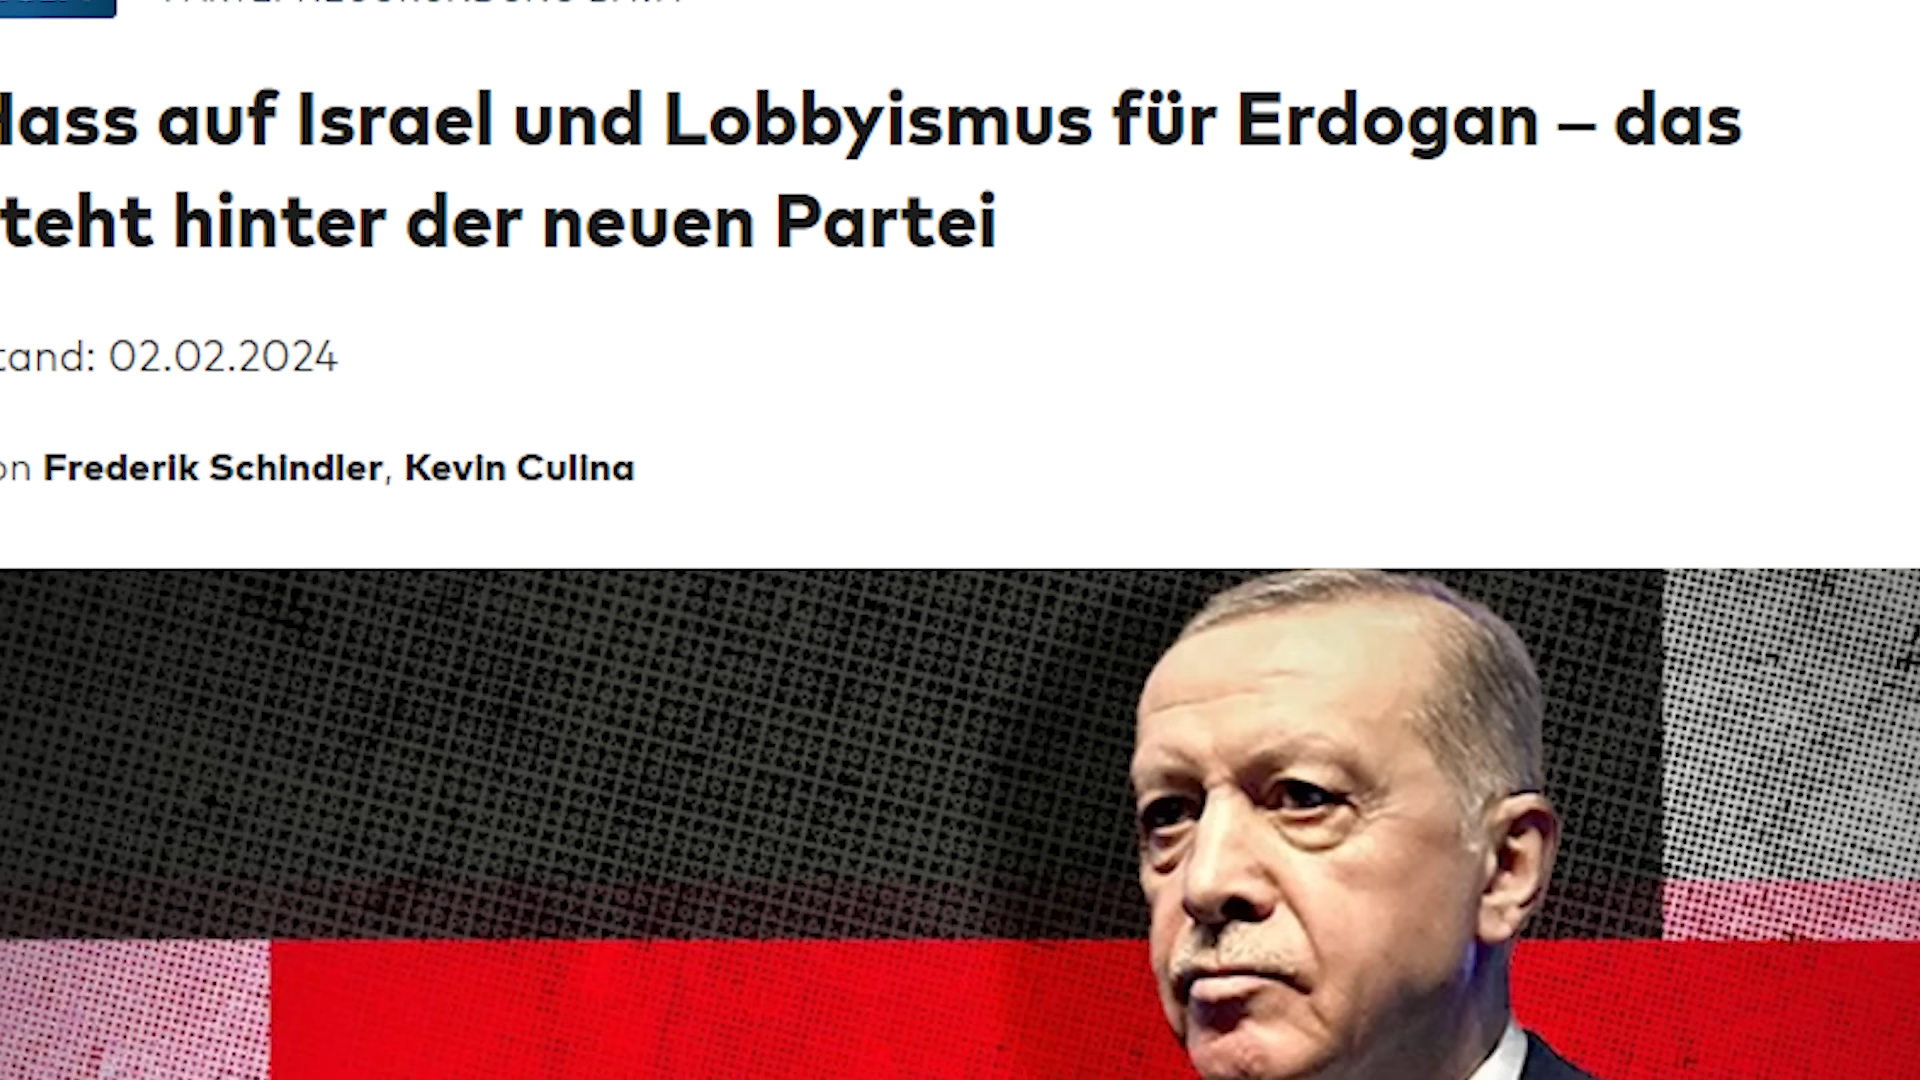 Hass auf Israel und Lobbyismus für Erdogan – das
teht hinter der neuen Partei
tand: 02.02.2024
on Frederik Schindler, Kevin Culina